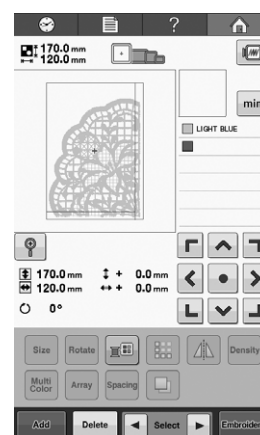 ?
170.0 mm
120.0 mm
min
LIGHT BLUE
170.0 mm + 0.0 mm
120.0 mm + 0.0 mm
0°
Size Rotate Density
Multi Color Array Spacing
Add Delete Select Embroider